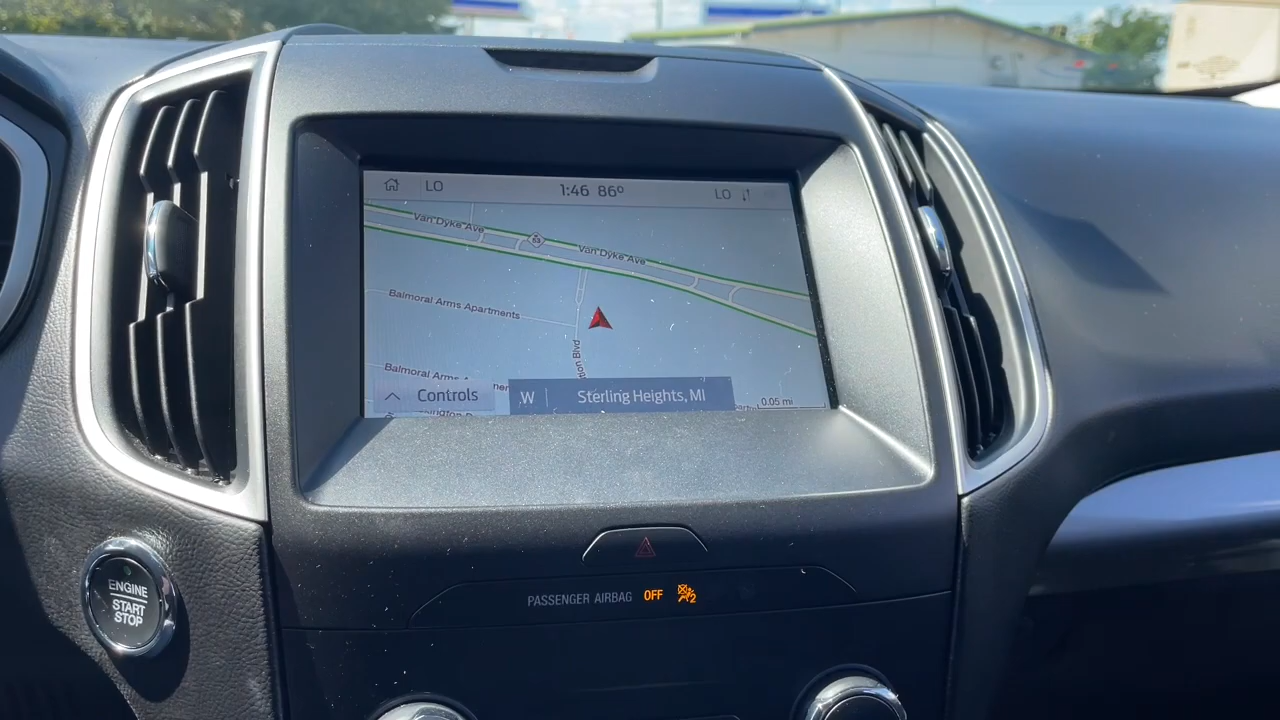 LO 1:46 86° LO
Van Dyke Ave
53
Van Dyke Ave
Balmoral Arms Apartments
Balmoral Arms
Controls
W
Sterling Heights, MI
0.05 mi
ENGINE
START
STOP
PASSENGER AIRBAG OFF 2